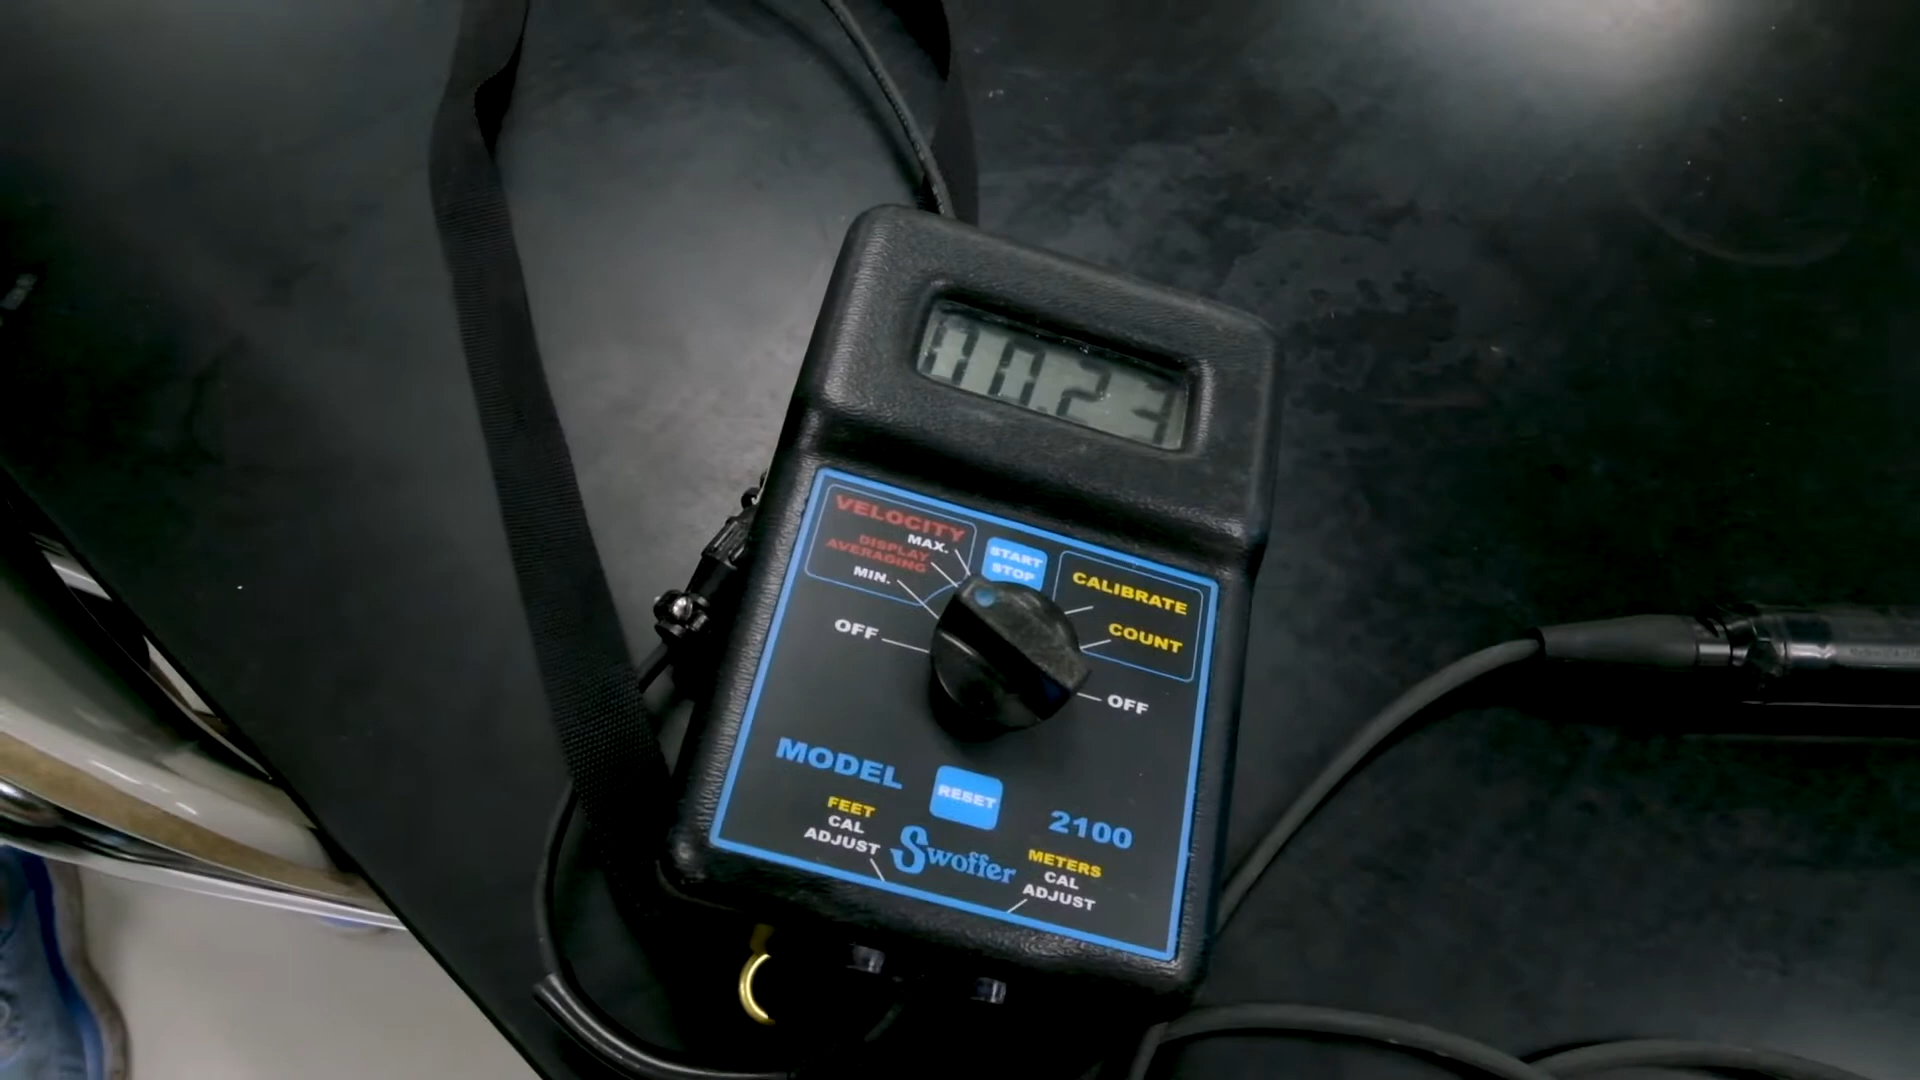 00.23
VELOCITY
MAX.
DISPLAY
AVERAGING
MIN.
OFF
START
STOP
CALIBRATE
COUNT
OFF
MODEL
RESET
2100
FEET
CAL
ADJUST
Swoffer
METERS
CAL
ADJUST